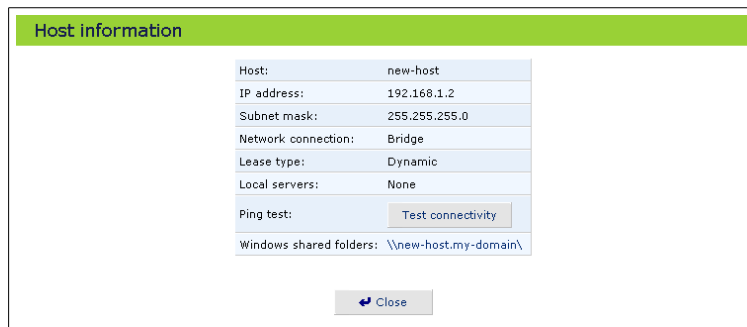 Host information
Host: new-host
IP address: 192.168.1.2
Subnet mask: 255.255.255.0
Network connection: Bridge
Lease type: Dynamic
Local servers: None
Ping test: Test connectivity
Windows shared folders: \\new-host.my-domain\
Close